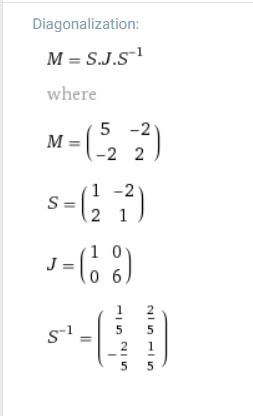 Diagonalization:
M = S.J.S⁻¹
where
M = ( 5 -2
-2 2 )
S = ( 1 -2
2 1 )
J = ( 1 0
0 6 )
S⁻¹ = ( 1/5 2/5
-2/5 1/5 )